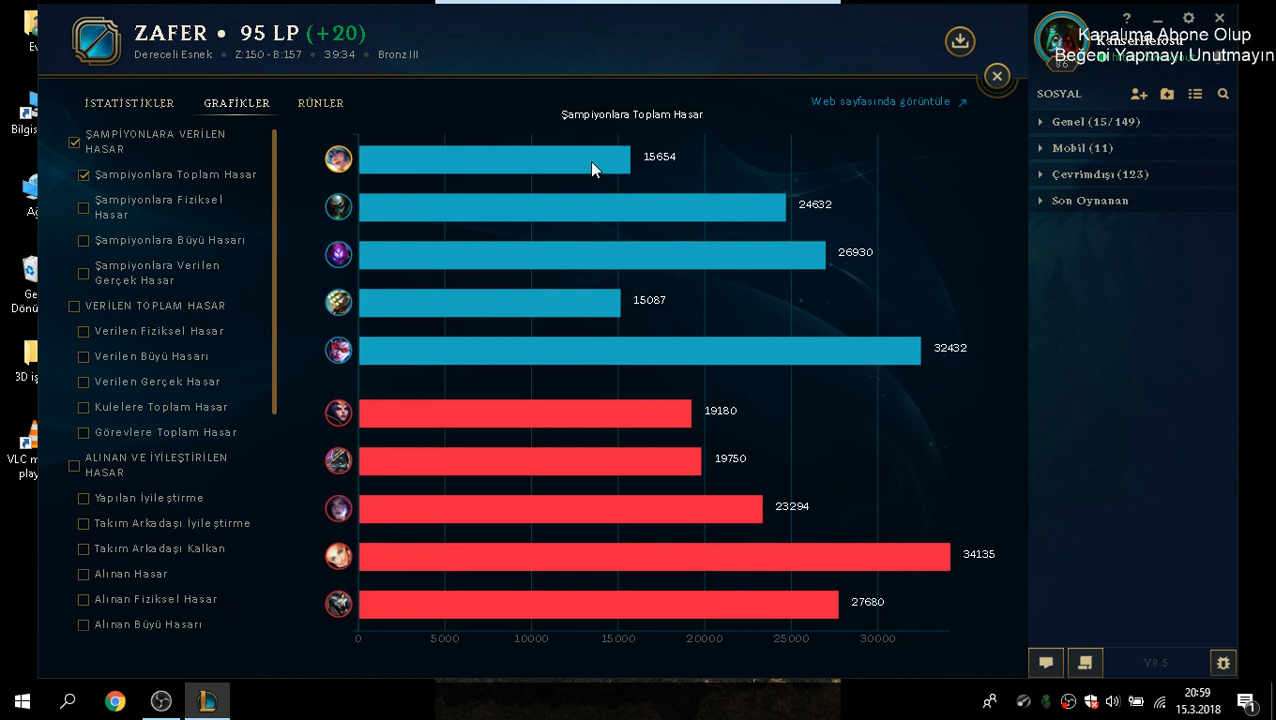 ZAFER • 95 LP (+20)
Dereceli Esnek • Z:150 - B:157 • 39:34 • Bronz III
Kanalıma Abone Olup
Beğeni Yapmayı Unutmayın
86
İSTATİSTİKLER GRAFİKLER RÜNLER
Web sayfasında görüntüle
ŞAMPİYONLARA VERİLEN
HASAR
Şampiyonlara Toplam Hasar
Şampiyonlara Fiziksel
Hasar
Şampiyonlara Büyü Hasarı
Şampiyonlara Verilen
Gerçek Hasar
VERİLEN TOPLAM HASAR
Verilen Fiziksel Hasar
Verilen Büyü Hasarı
Verilen Gerçek Hasar
Kulelere Toplam Hasar
Görevlere Toplam Hasar
ALINAN VE İYİLEŞTİRİLEN
HASAR
Yapılan İyileştirme
Takım Arkadaşı İyileştirme
Takım Arkadaşı Kalkan
Alınan Hasar
Alınan Fiziksel Hasar
Alınan Büyü Hasarı
Şampiyonlara Toplam Hasar
15654
24632
26930
15087
32432
19180
19750
23294
34135
27680
0 5000 10000 15000 20000 25000 30000
SOSYAL
Genel (15/149)
Mobil (11)
Çevrimdışı (123)
Son Oynanan
V8.5
Bilgis
Ağ
Ge
Dönü
3D iş
VLC m
play
20:59
15.3.2018
1